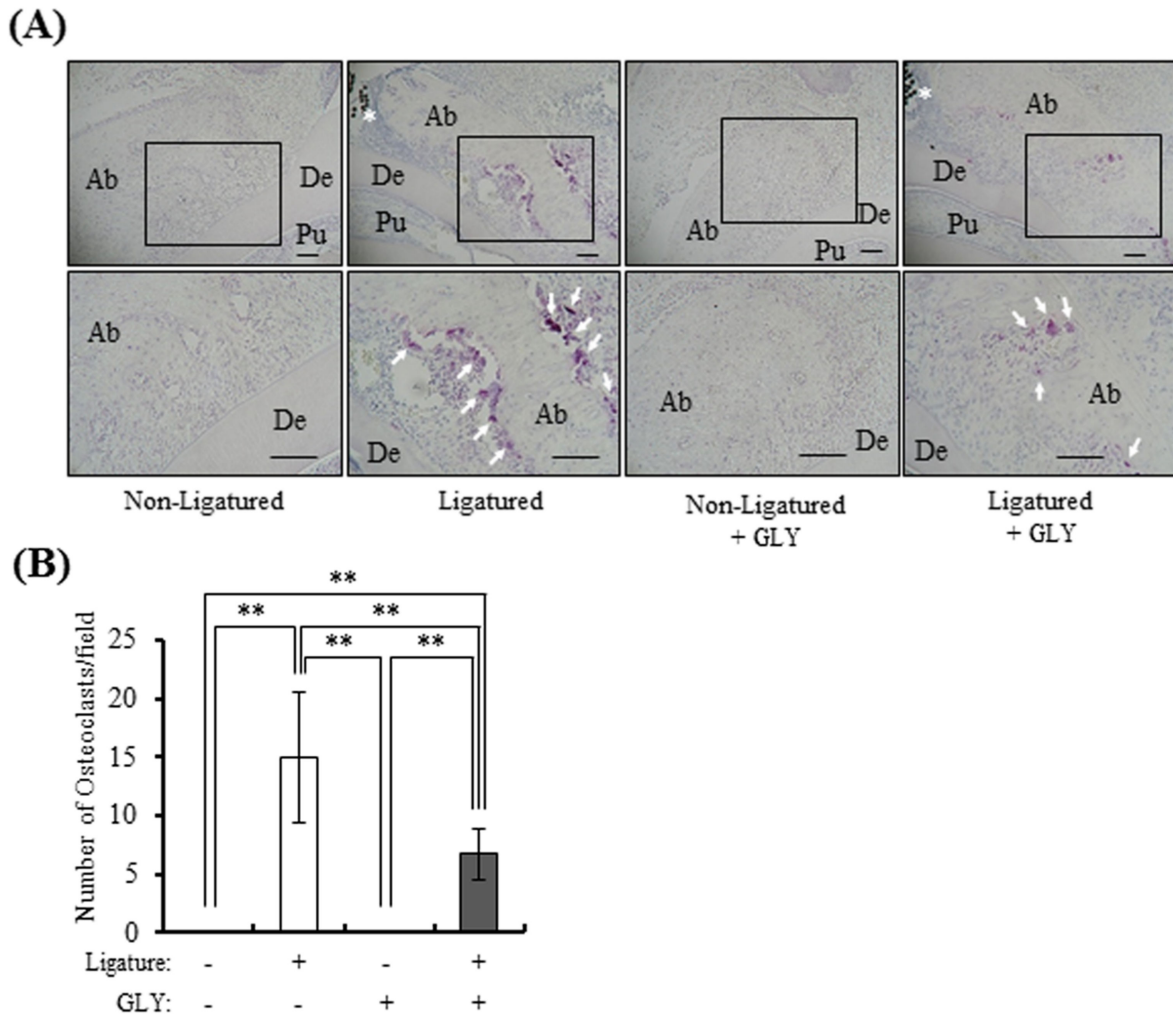 (A)
Ab
De
Pu
*
Ab
De
Pu
Ab
De
Pu
*
Ab
De
Pu
Ab
De
Ab
De
Ab
De
Ab
De
Non-Ligatured
Ligatured
Non-Ligatured
+ GLY
Ligatured
+ GLY
(B)
**
**
**
**
**
Number of Osteoclasts/field
25
20
15
10
5
0
Ligature: - + - +
GLY: - - + +